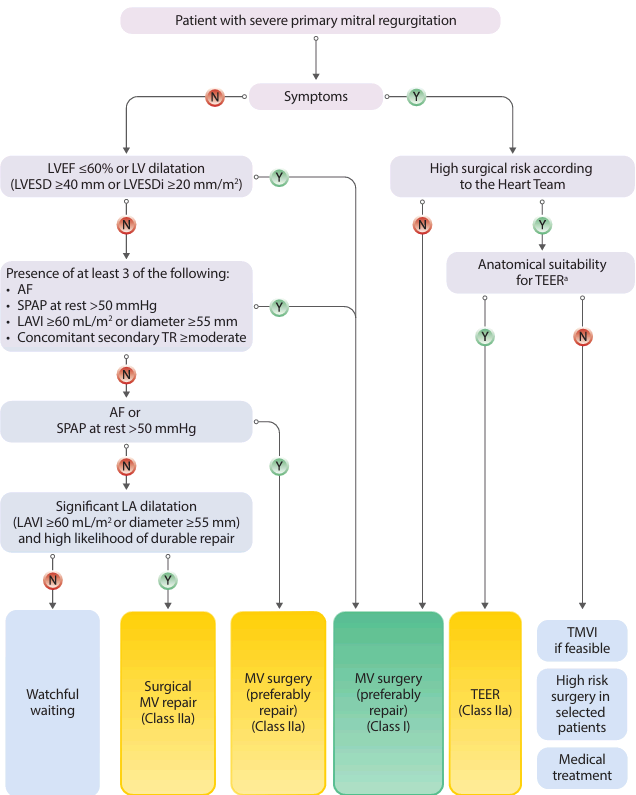 Patient with severe primary mitral regurgitation
N
Symptoms
Y
LVEF ≤60% or LV dilatation
(LVESD ≥40 mm or LVESDi ≥20 mm/m²)
Y
High surgical risk according
to the Heart Team
N
N
Y
Presence of at least 3 of the following:
• AF
• SPAP at rest >50 mmHg
• LAVI ≥60 mL/m² or diameter ≥55 mm
• Concomitant secondary TR ≥moderate
Y
Anatomical suitability
for TEERᵃ
Y
N
N
AF or
SPAP at rest >50 mmHg
N
Y
Significant LA dilatation
(LAVI ≥60 mL/m² or diameter ≥55 mm)
and high likelihood of durable repair
N
Y
Watchful
waiting
Surgical
MV repair
(Class IIa)
MV surgery
(preferably
repair)
(Class IIa)
MV surgery
(preferably
repair)
(Class I)
TEER
(Class IIa)
TMVI
if feasible
High risk
surgery in
selected
patients
Medical
treatment